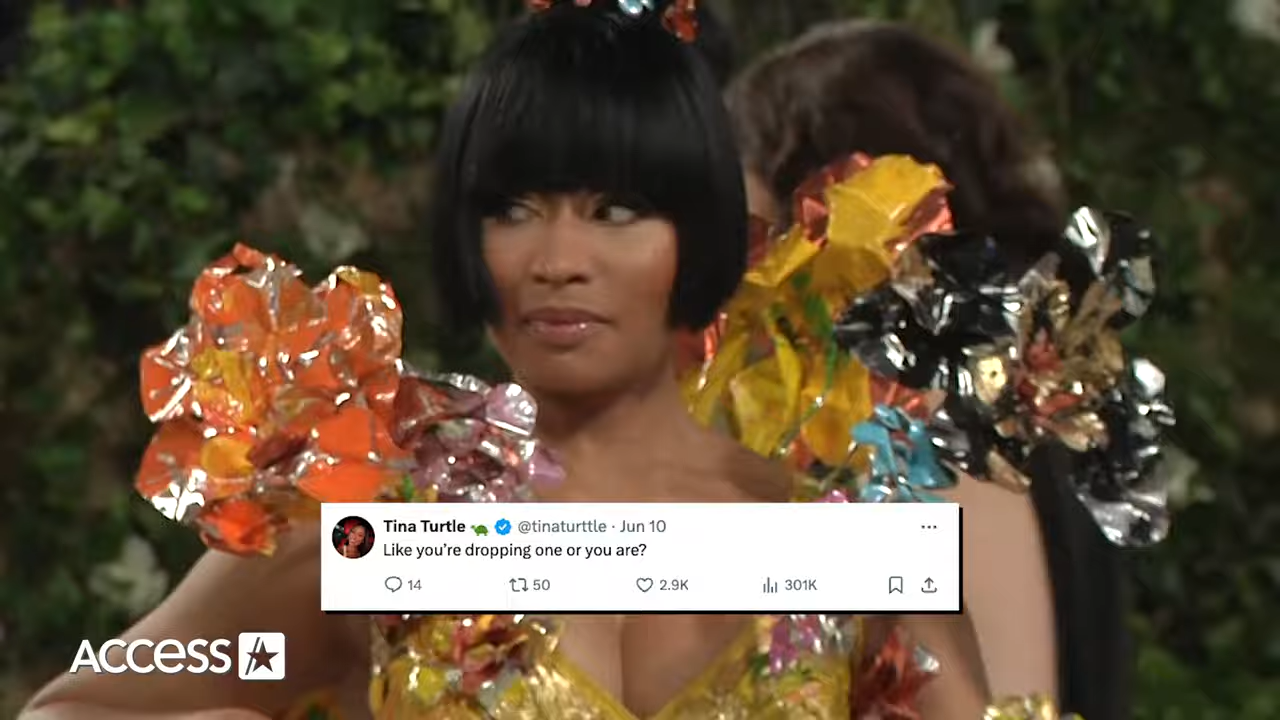 Tina Turtle 🐢 @tinaturttle · Jun 10
Like you’re dropping one or you are?
14 50 2.9K 301K
ACCESS